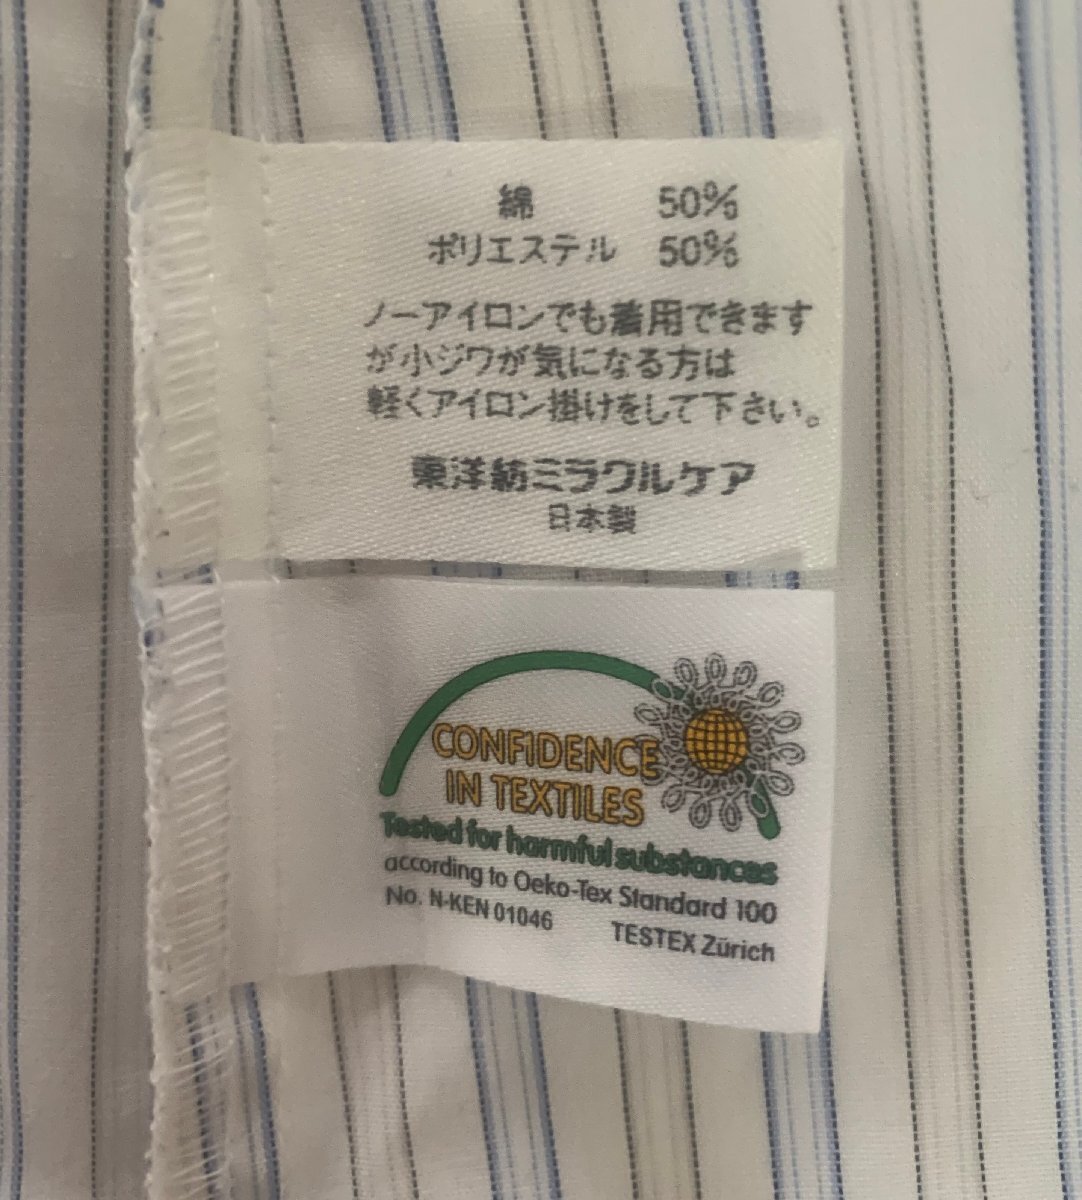 綿 50%
ポリエステル 50%
ノーアイロンでも着用できます
が小ジワが気になる方は
軽くアイロン掛けをして下さい。
東洋紡ミラクルケア
日本製
CONFIDENCE
IN TEXTILES
Tested for harmful substances
according to Oeko-Tex Standard 100
No. N-KEN 01046 TESTEX Zürich